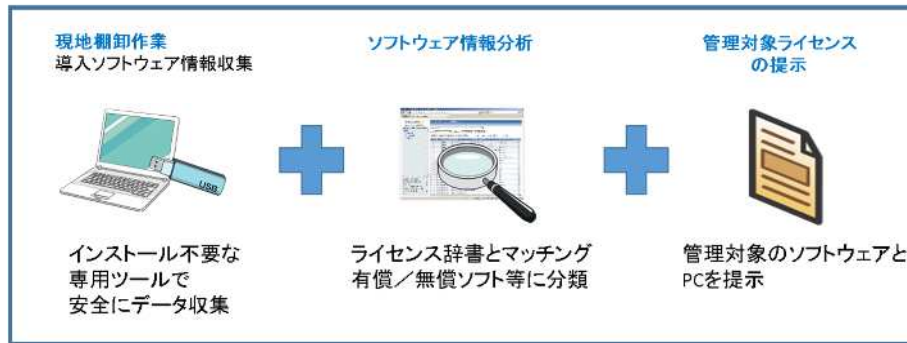 現地棚卸作業
導入ソフトウェア情報収集
USB
インストール不要な
専用ツールで
安全にデータ収集
ソフトウェア情報分析
ライセンス辞書とマッチング
有償／無償ソフト等に分類
管理対象ライセンス
の提示
管理対象のソフトウェアと
PCを提示